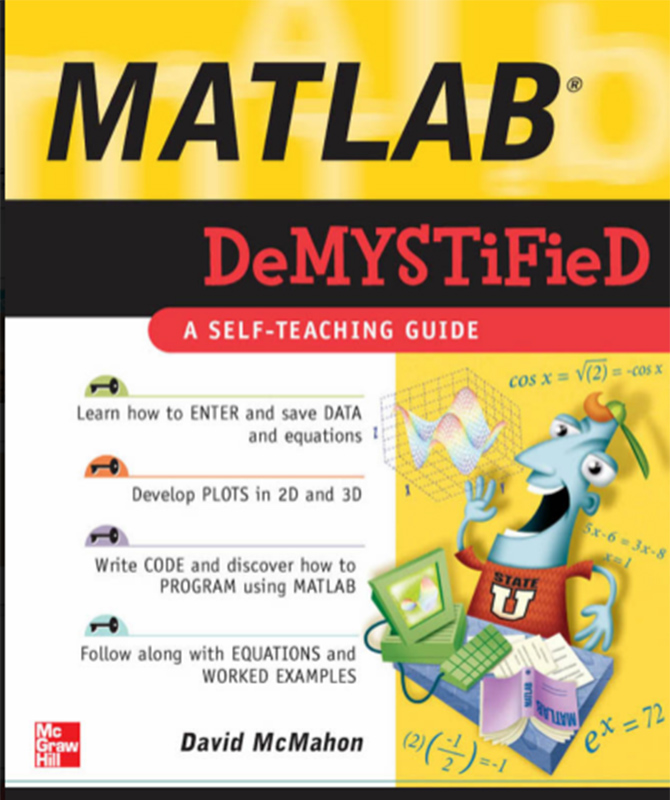 MATLAB®
DeMYSTiFieD
A SELF-TEACHING GUIDE
Learn how to ENTER and save DATA
and equations
Develop PLOTS in 2D and 3D
Write CODE and discover how to
PROGRAM using MATLAB
Follow along with EQUATIONS and
WORKED EXAMPLES
David McMahon
Mc
Graw
Hill
cos x = √(2) = -cos x
5x-6 = 3x-8
x=1
STATE
U
MATLAB
(2)(-1/2)=-1
e^x = 72